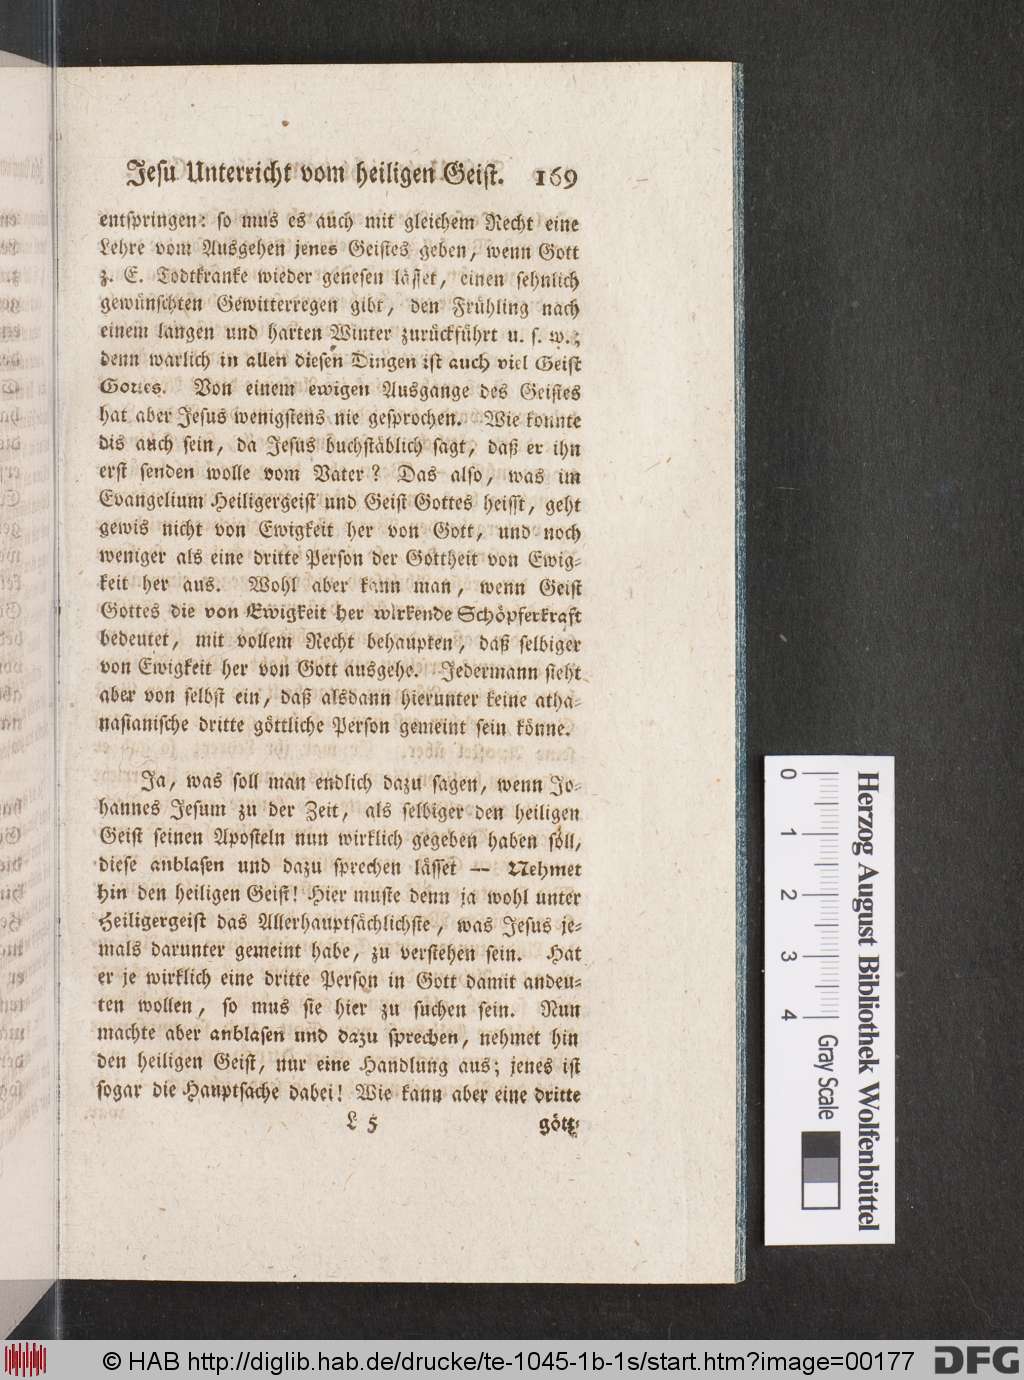 Jesu Unterricht vom heiligen Geist. 169
entspringen: so mus es auch mit gleichem Recht eine
Lehre vom Ausgehen jenes Geistes geben, wenn Gott
z. E. Todtkranke wieder genesen lässet, einen sehnlich
gewünschten Gewitterregen gibt, den Frühling nach
einem langen und harten Winter zurückführt u. s. w.;
denn warlich in allen diesen Dingen ist auch viel Geist
Gottes. Von einem ewigen Ausgange des Geistes
hat aber Jesus wenigstens nie gesprochen. Wie konnte
dis auch sein, da Jesus buchstäblich sagt, daß er ihn
erst senden wolle vom Vater? Das also, was im
Evangelium Heiligergeist und Geist Gottes heisst, geht
gewis nicht von Ewigkeit her von Gott, und noch
weniger als eine dritte Person der Gottheit von Ewig-
keit her aus. Wohl aber kann man, wenn Geist
Gottes die von Ewigkeit her wirkende Schöpferkraft
bedeutet, mit vollem Recht behaupten, daß selbiger
von Ewigkeit her von Gott ausgehe. Jedermann sieht
aber von selbst ein, daß alsdann hierunter keine atha-
nasianische dritte göttliche Person gemeint sein könne.
Ja, was soll man endlich dazu sagen, wenn Jo-
hannes Jesum zu der Zeit, als selbiger den heiligen
Geist seinen Aposteln nun wirklich gegeben haben soll,
diese anblasen und dazu sprechen lässet — Nehmet
hin den heiligen Geist! Hier muste denn ja wohl unter
Heiligergeist das Allerhauptsächlichste, was Jesus je-
mals darunter gemeint habe, zu verstehen sein. Hat
er je wirklich eine dritte Person in Gott damit andeu-
ten wollen, so mus sie hier zu suchen sein. Nun
machte aber anblasen und dazu sprechen, nehmet hin
den heiligen Geist, nur eine Handlung aus; jenes ist
sogar die Hauptsache dabei! Wie kann aber eine dritte
L 5 gött-
0 1 2 3 4 Gray Scale
Herzog August Bibliothek Wolfenbüttel
© HAB http://diglib.hab.de/drucke/te-1045-1b-1s/start.htm?image=00177 DFG